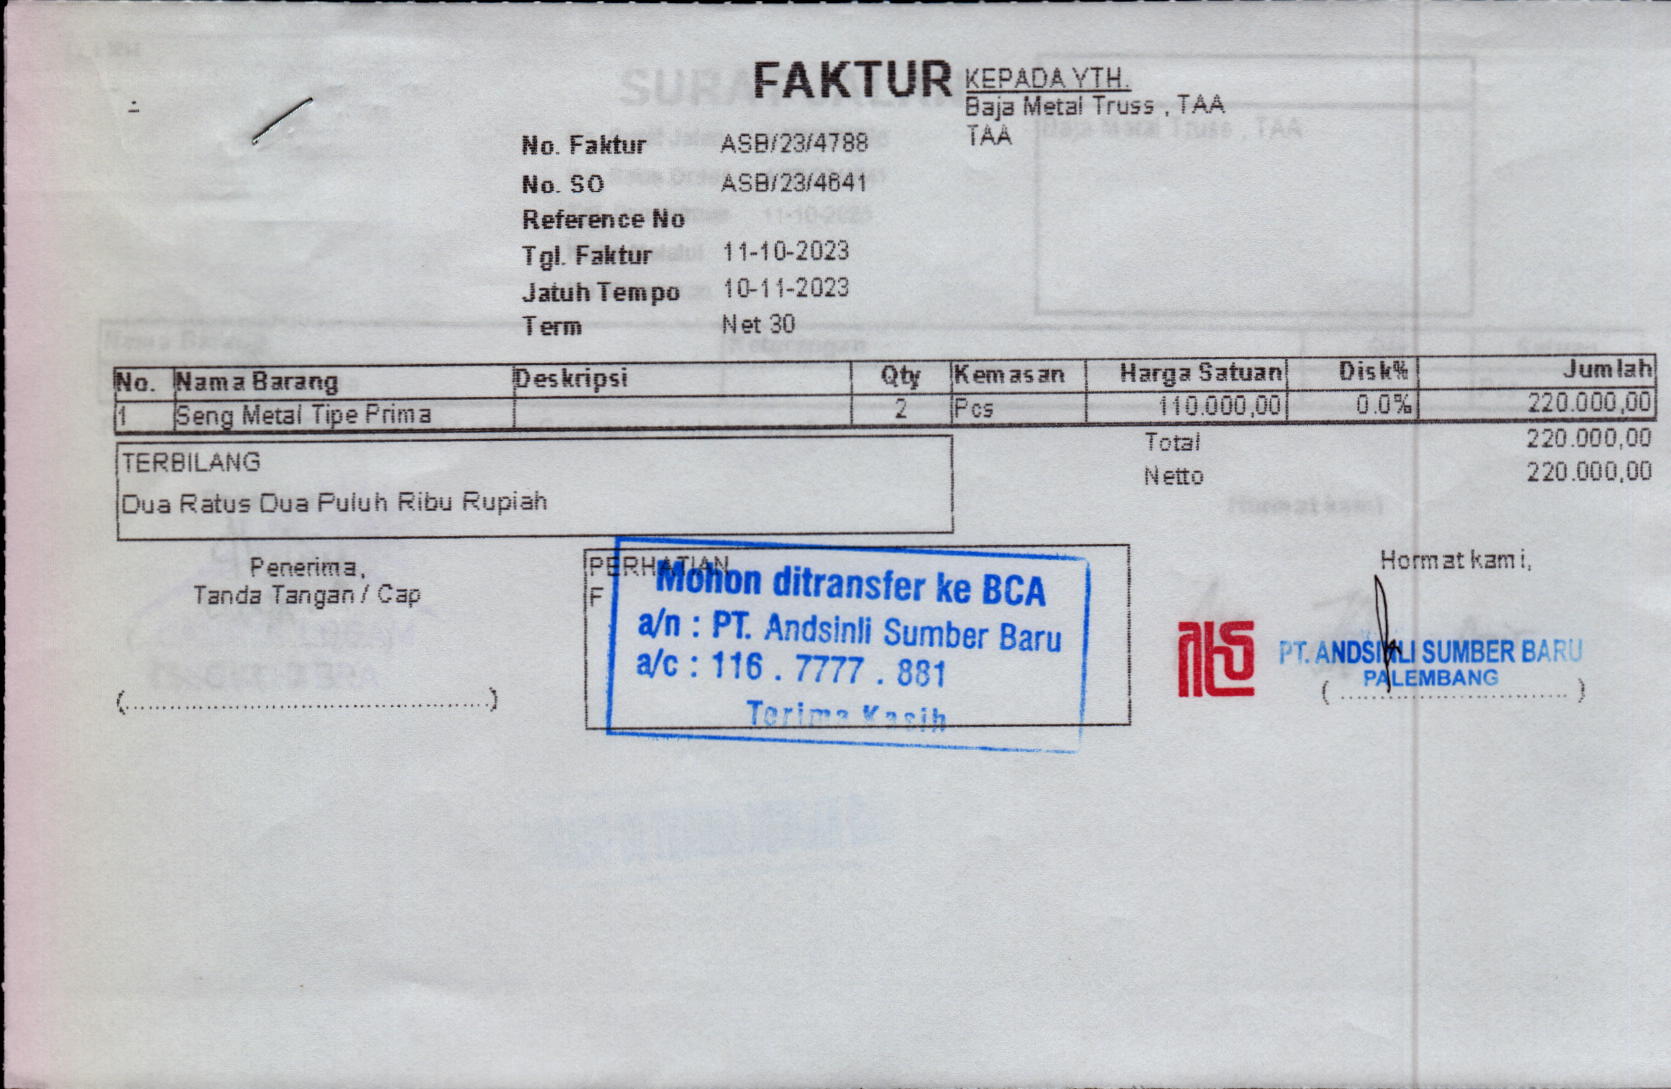 FAKTUR
KEPADA YTH.
Baja Metal Truss , TAA
TAA
No. Faktur ASB/23/4788
No. SO ASB/23/4641
Reference No
Tgl. Faktur 11-10-2023
Jatuh Tempo 10-11-2023
Term Net 30
No. Nama Barang Deskripsi Qty Kemasan Harga Satuan Disk% Jumlah
1 Seng Metal Tipe Prima 2 Pcs 110.000,00 0.0% 220.000,00
Total 220.000,00
Netto 220.000,00
TERBILANG
Dua Ratus Dua Puluh Ribu Rupiah
Penerima,
Tanda Tangan / Cap
(................................................)
PERHATIAN
F
Mohon ditransfer ke BCA
a/n : PT. Andsinli Sumber Baru
a/c : 116 . 7777 . 881
Terima Kasih
Hormat kami,
PT. ANDSINLI SUMBER BARU
PALEMBANG
( .............................. )